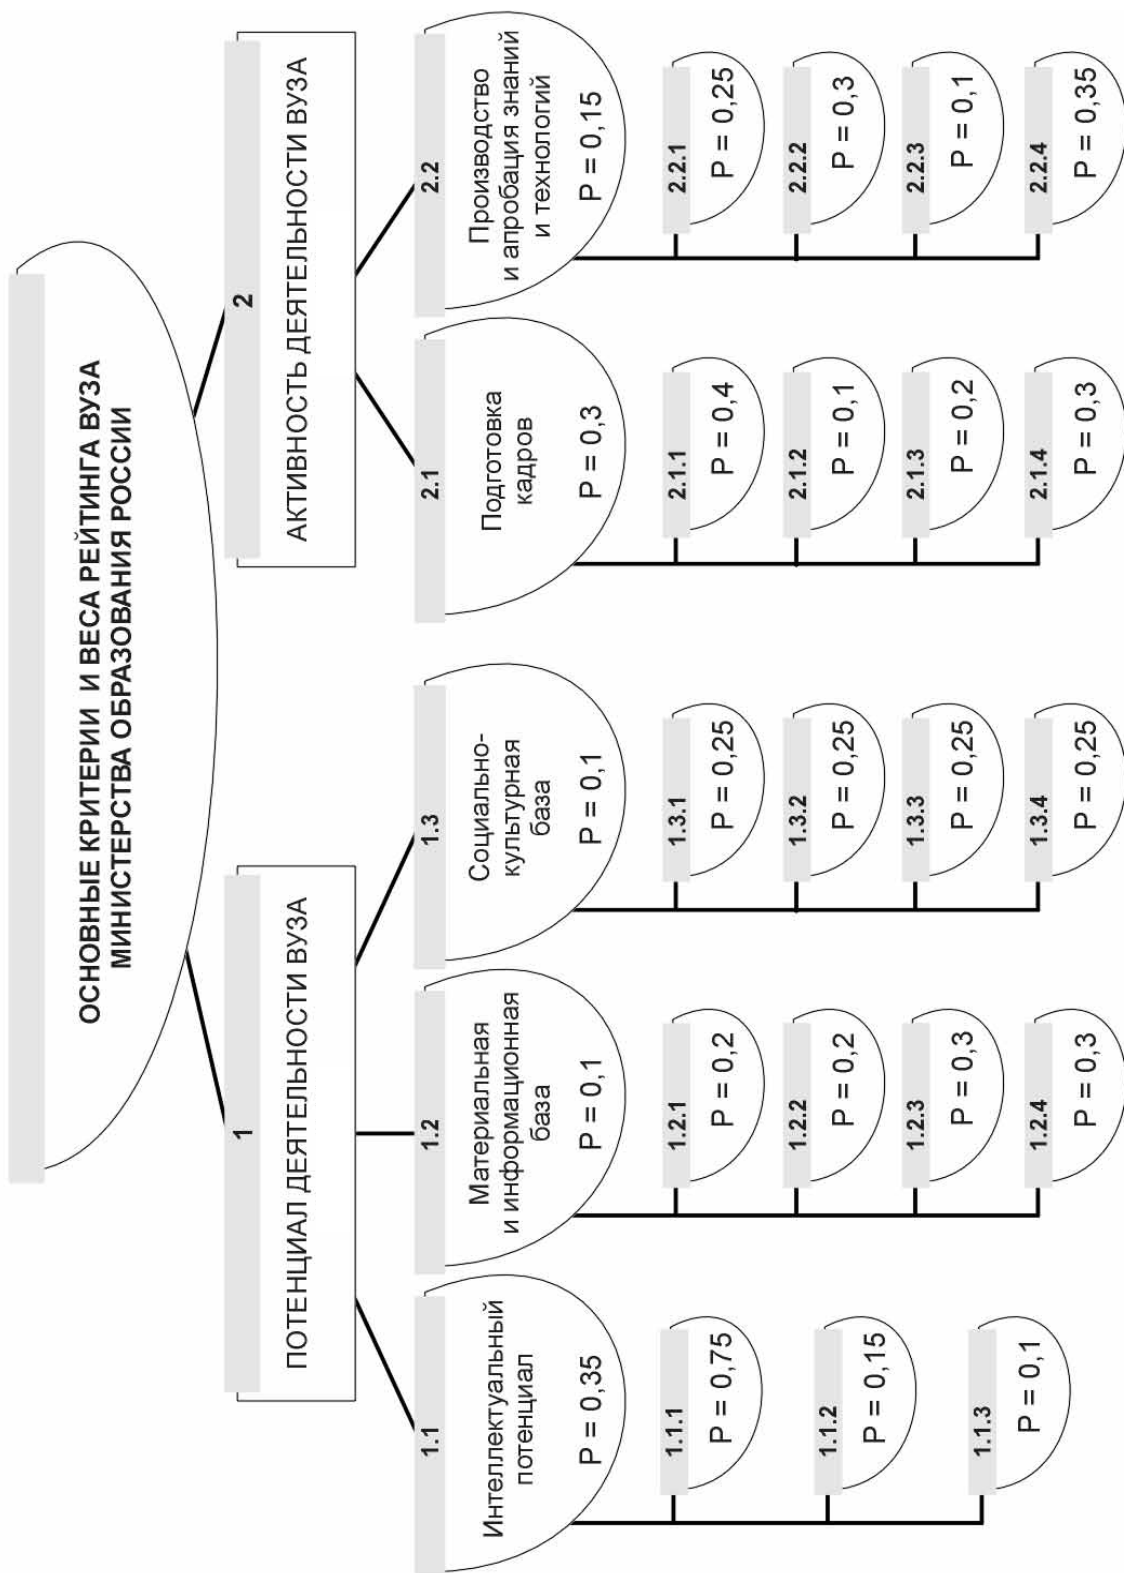 ОСНОВНЫЕ КРИТЕРИИ И ВЕСА РЕЙТИНГА ВУЗА
МИНИСТЕРСТВА ОБРАЗОВАНИЯ РОССИИ
1
ПОТЕНЦИАЛ ДЕЯТЕЛЬНОСТИ ВУЗА
2
АКТИВНОСТЬ ДЕЯТЕЛЬНОСТИ ВУЗА
1.1
Интеллектуальный
потенциал
P = 0,35
1.1.1
P = 0,75
1.1.2
P = 0,15
1.1.3
P = 0,1
1.2
Материальная
и информационная
база
P = 0,1
1.2.1
P = 0,2
1.2.2
P = 0,2
1.2.3
P = 0,3
1.2.4
P = 0,3
1.3
Социально-
культурная
база
P = 0,1
1.3.1
P = 0,25
1.3.2
P = 0,25
1.3.3
P = 0,25
1.3.4
P = 0,25
2.1
Подготовка
кадров
P = 0,3
2.1.1
P = 0,4
2.1.2
P = 0,1
2.1.3
P = 0,2
2.1.4
P = 0,3
2.2
Производство
и апробация знаний
и технологий
P = 0,15
2.2.1
P = 0,25
2.2.2
P = 0,3
2.2.3
P = 0,1
2.2.4
P = 0,35